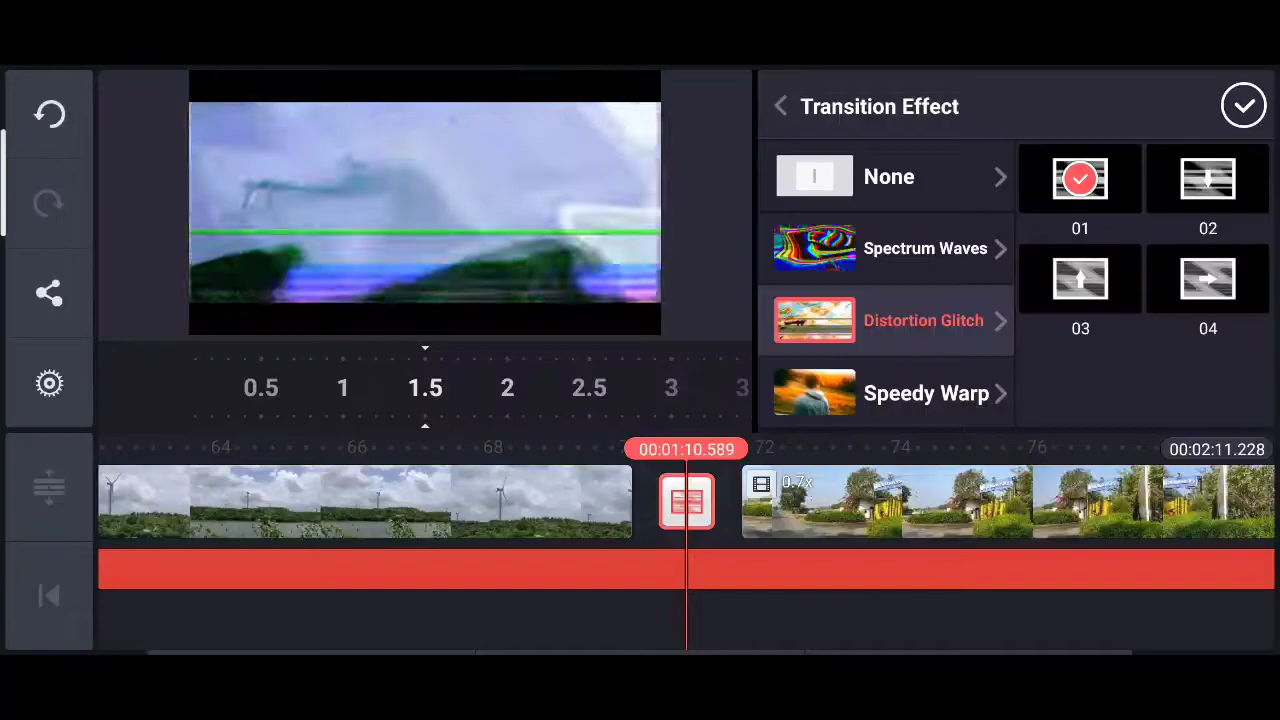 Transition Effect
None
Spectrum Waves
Distortion Glitch
Speedy Warp
01
02
03
04
0.5 1 1.5 2 2.5 3 3
64 66 68 7 00:01:10.589 72 74 76 00:02:11.228
0.7x